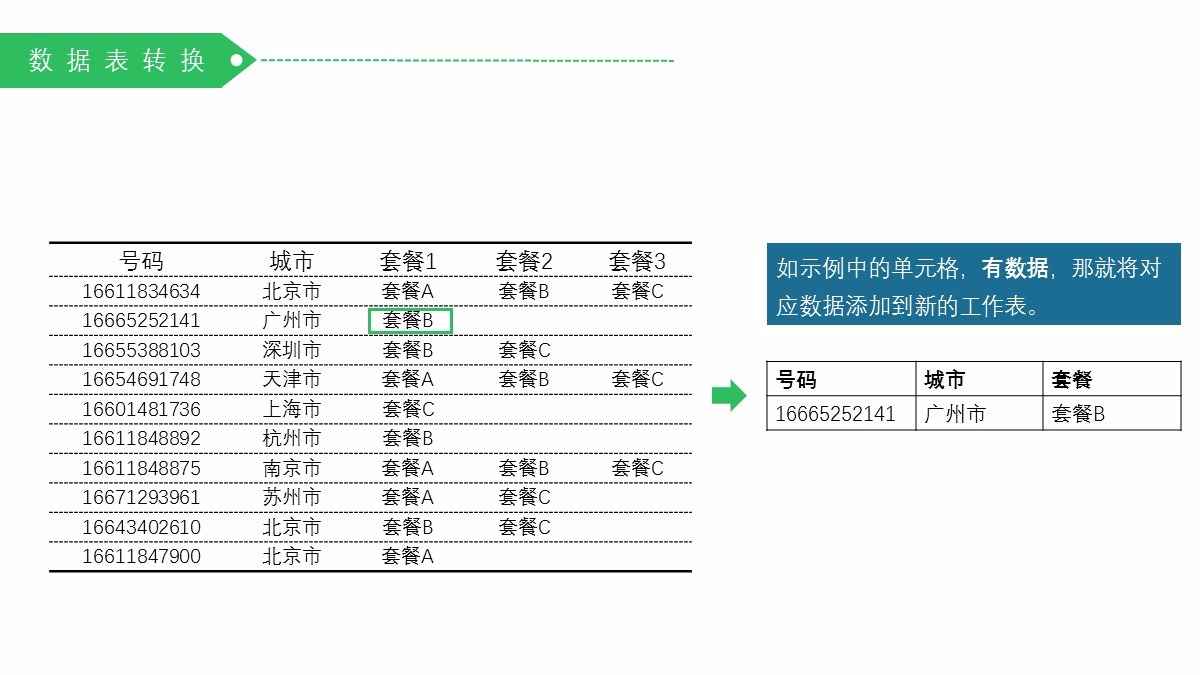 数据表转换
号码 城市 套餐1 套餐2 套餐3
16611834634 北京市 套餐A 套餐B 套餐C
16665252141 广州市 套餐B
16655388103 深圳市 套餐B 套餐C
16654691748 天津市 套餐A 套餐B 套餐C
16601481736 上海市 套餐C
16611848892 杭州市 套餐B
16611848875 南京市 套餐A 套餐B 套餐C
16671293961 苏州市 套餐A 套餐C
16643402610 北京市 套餐B 套餐C
16611847900 北京市 套餐A
如示例中的单元格，有数据，那就将对
应数据添加到新的工作表。
号码 城市 套餐
16665252141 广州市 套餐B